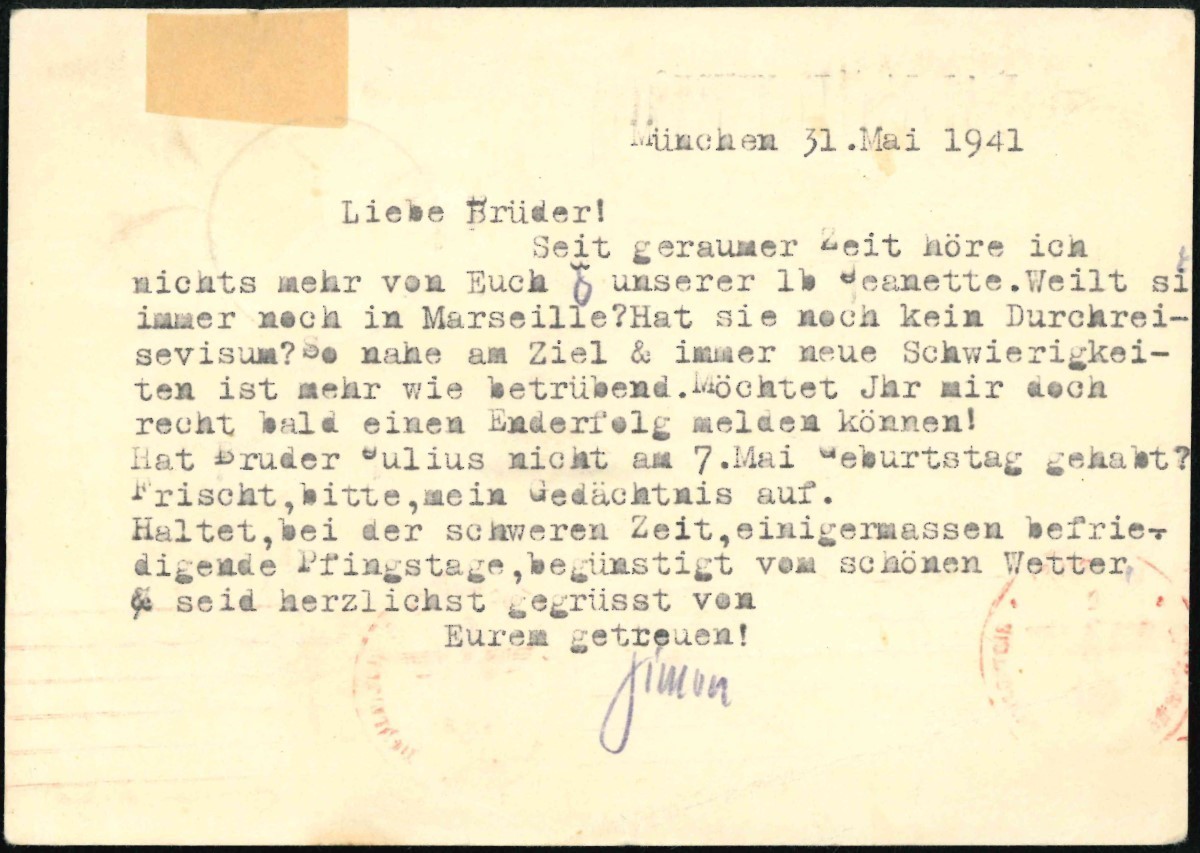 München 31.Mai 1941
Liebe Brüder!
Seit geraumer Zeit höre ich
nichts mehr von Euch & unserer lb Jeanette.Weilt si
immer noch in Marseille?Hat sie noch kein Durchrei-
sevisum?So nahe am Ziel & immer neue Schwierigkei-
ten ist mehr wie betrübend.Möchtet Jhr mir doch
recht bald einen Enderfolg melden können!
Hat Bruder Julius nicht am 7.Mai Geburtstag gehabt?
Frischt,bitte,mein Gedächtnis auf.
Haltet,bei der schweren Zeit,einigermassen befrie-
digende Pfingstage,begünstigt vom schönen Wetter,
& seid herzlichst gegrüsst von
Eurem getreuen!
Simon